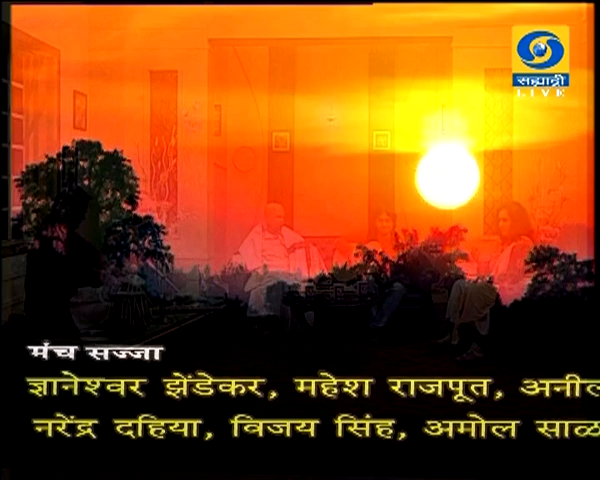 सह्याद्री
LIVE
मंच सज्जा
ज्ञानेश्वर झेंडेकर, महेश राजपूत, अनील
नरेंद्र दहिया, विजय सिंह, अमोल साळ